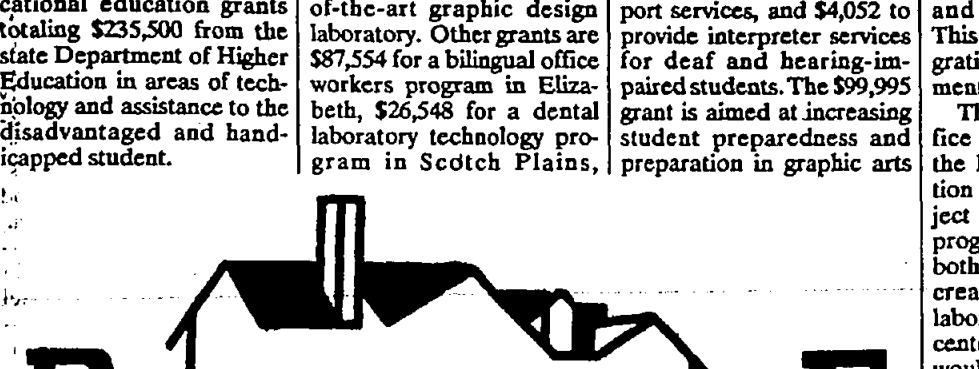 cational education grants
totaling $235,500 from the
state Department of Higher
Education in areas of tech-
nology and assistance to the
disadvantaged and hand-
icapped student.
of-the-art graphic design
laboratory. Other grants are
$87,554 for a bilingual office
workers program in Eliza-
beth, $26,548 for a dental
laboratory technology pro-
gram in Scotch Plains,
port services, and $4,052 to
provide interpreter services
for deaf and hearing-im-
paired students. The $99,995
grant is aimed at increasing
student preparedness and
preparation in graphic arts
and
This
grati
men
Th
fice
the
tion
ject
prog
both
crea
labo
cent